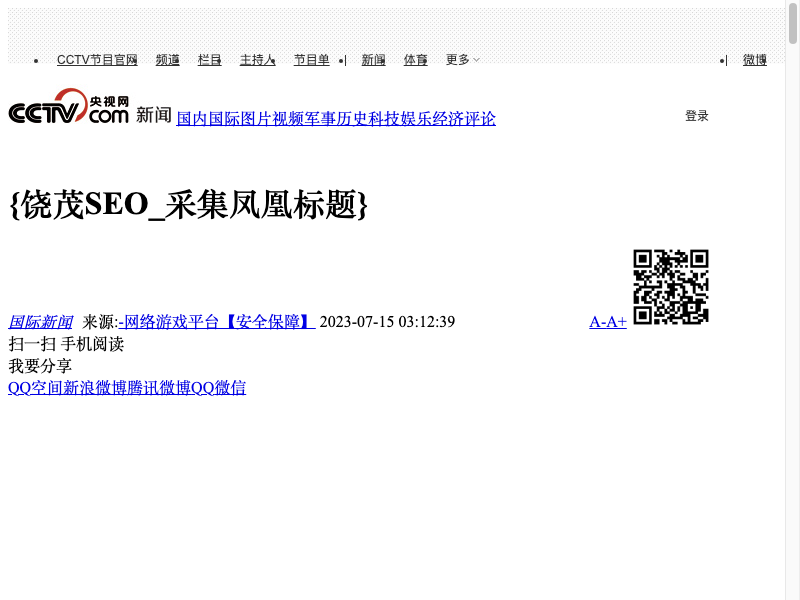 CCTV节目官网 频道 栏目 主持人 节目单 | 新闻 体育 更多 | 微博
CCTV.com 央视网 新闻 国内国际图片视频军事历史科技娱乐经济评论 登录
{饶茂SEO_采集凤凰标题}
国际新闻 来源:-网络游戏平台【安全保障】 2023-07-15 03:12:39 A-A+
扫一扫 手机阅读
我要分享
QQ空间新浪微博腾讯微博QQ微信